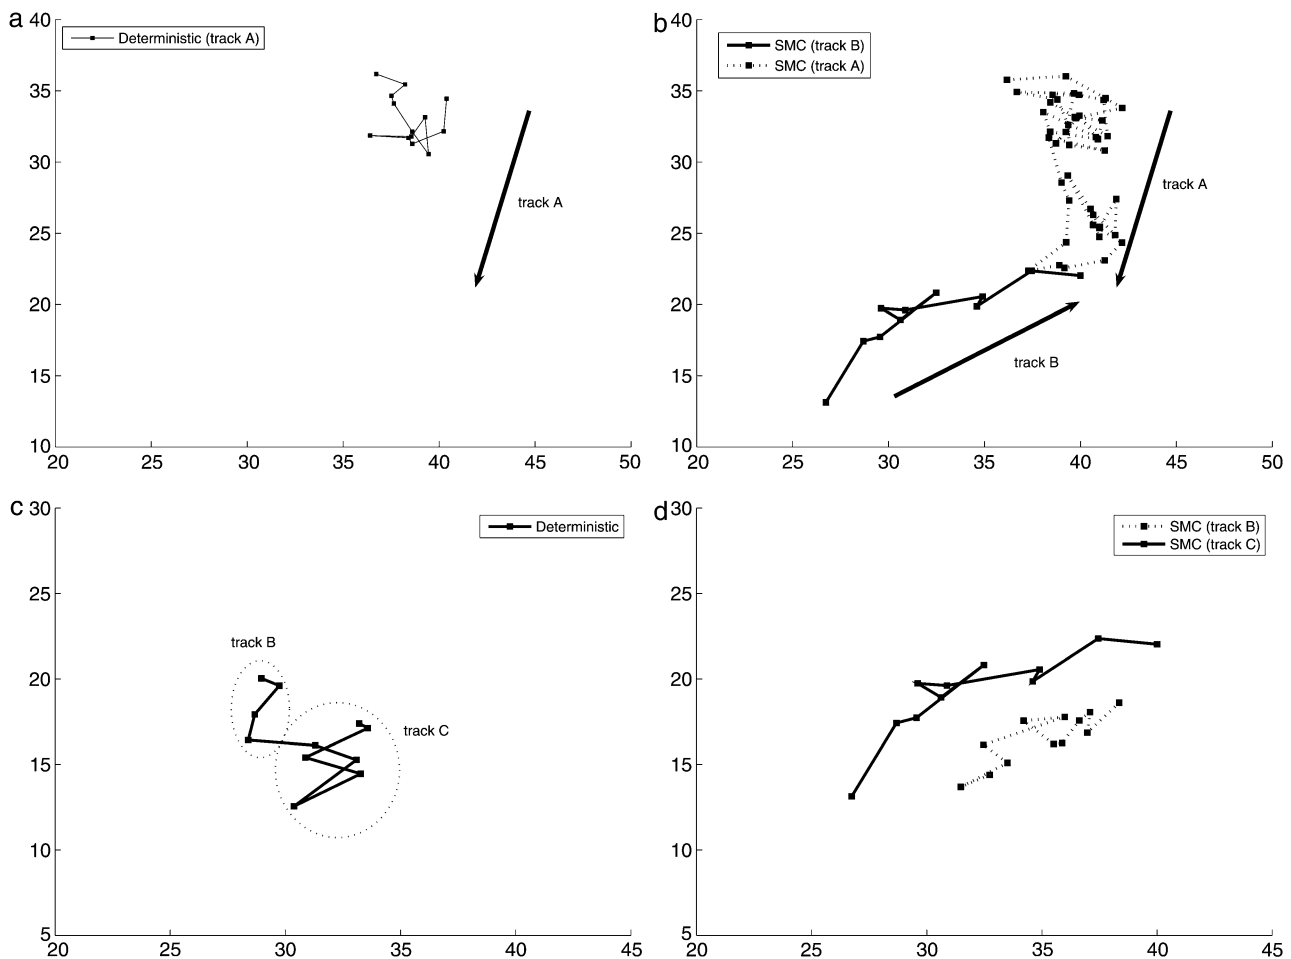 a
40
35
30
25
20
15
10
20 25 30 35 40 45 50
Deterministic (track A)
track A
b
40
35
30
25
20
15
10
20 25 30 35 40 45 50
SMC (track B)
SMC (track A)
track A
track B
c
30
25
20
15
10
5
20 25 30 35 40 45
Deterministic
track B
track C
d
30
25
20
15
10
5
20 25 30 35 40 45
SMC (track B)
SMC (track C)